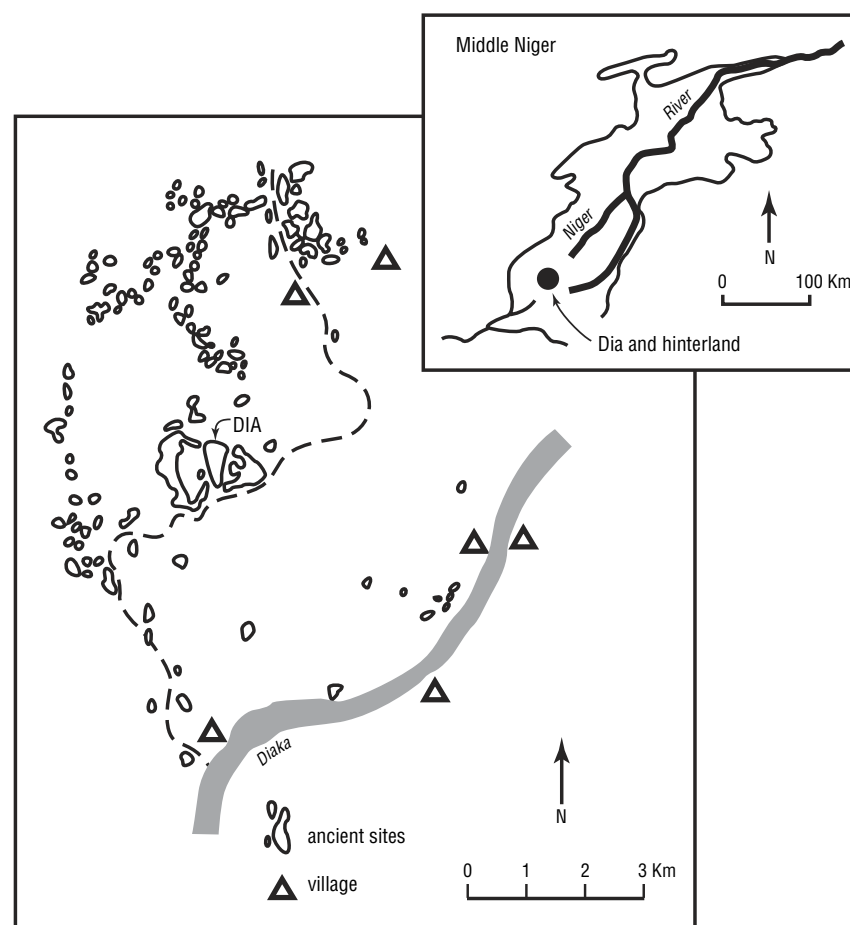 Middle Niger
River
Niger
N
0 100 Km
Dia and hinterland
DIA
Diaka
N
ancient sites
village
0 1 2 3 Km